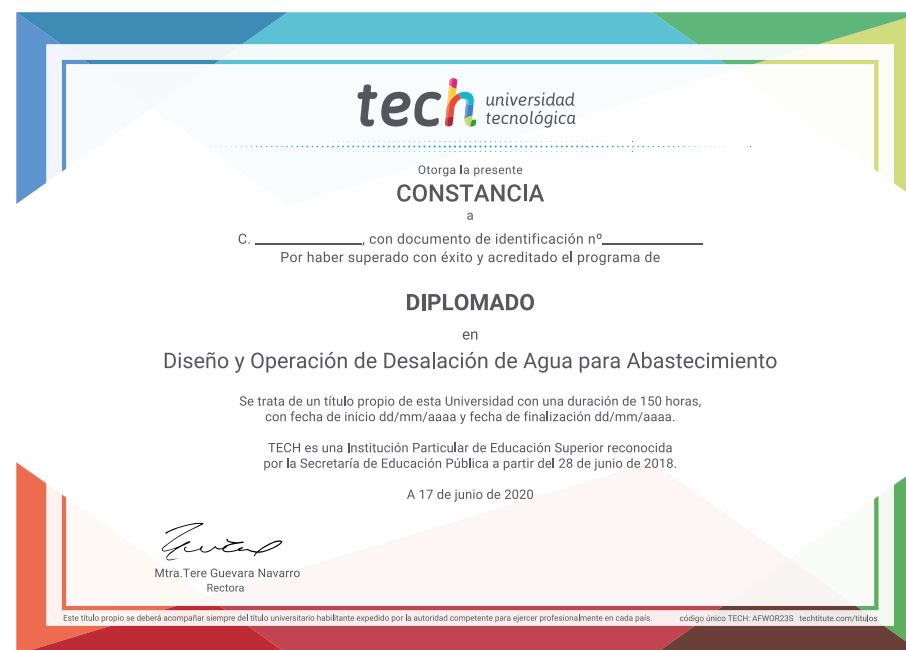 tech universidad
tecnológica
Otorga la presente
CONSTANCIA
a
C. ____________, con documento de identificación nº____________
Por haber superado con éxito y acreditado el programa de
DIPLOMADO
en
Diseño y Operación de Desalación de Agua para Abastecimiento
Se trata de un título propio de esta Universidad con una duración de 150 horas,
con fecha de inicio dd/mm/aaaa y fecha de finalización dd/mm/aaaa.
TECH es una Institución Particular de Educación Superior reconocida
por la Secretaría de Educación Pública a partir del 28 de junio de 2018.
A 17 de junio de 2020
Mtra.Tere Guevara Navarro
Rectora
Este título propio se deberá acompañar siempre del título universitario habilitante expedido por la autoridad competente para ejercer profesionalmente en cada país. código único TECH: AFWOR23S techtitute.com/titulos